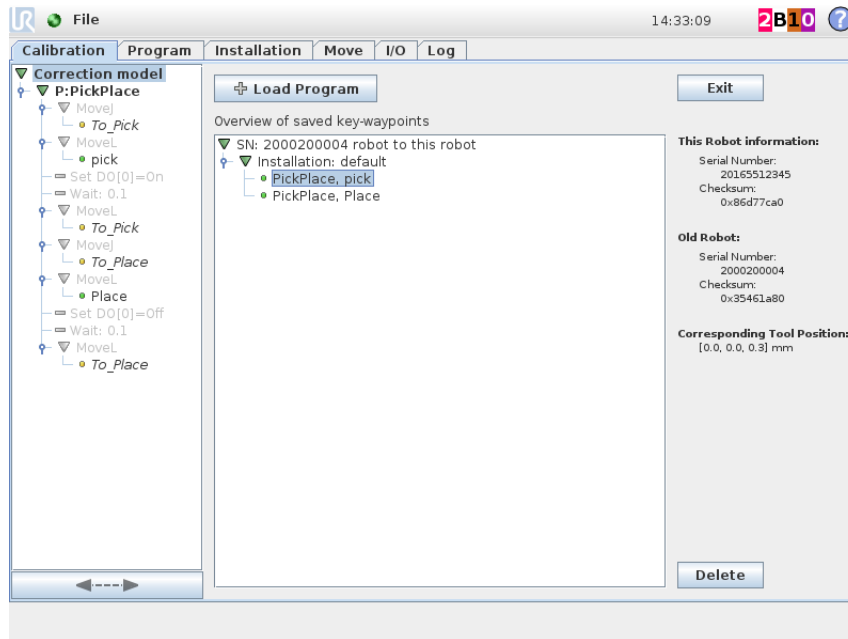 UR File 14:33:09 2B10 ?
Calibration Program Installation Move I/O Log
Correction model
P:PickPlace
MoveJ
To_Pick
MoveL
pick
Set DO[0]=On
Wait: 0.1
MoveL
To_Pick
MoveJ
To_Place
MoveL
Place
Set DO[0]=Off
Wait: 0.1
MoveL
To_Place
Load Program
Overview of saved key-waypoints
SN: 2000200004 robot to this robot
Installation: default
PickPlace, pick
PickPlace, Place
Exit
This Robot information:
Serial Number:
20165512345
Checksum:
0x86d77ca0
Old Robot:
Serial Number:
2000200004
Checksum:
0x35461a80
Corresponding Tool Position:
[0.0, 0.0, 0.3] mm
Delete